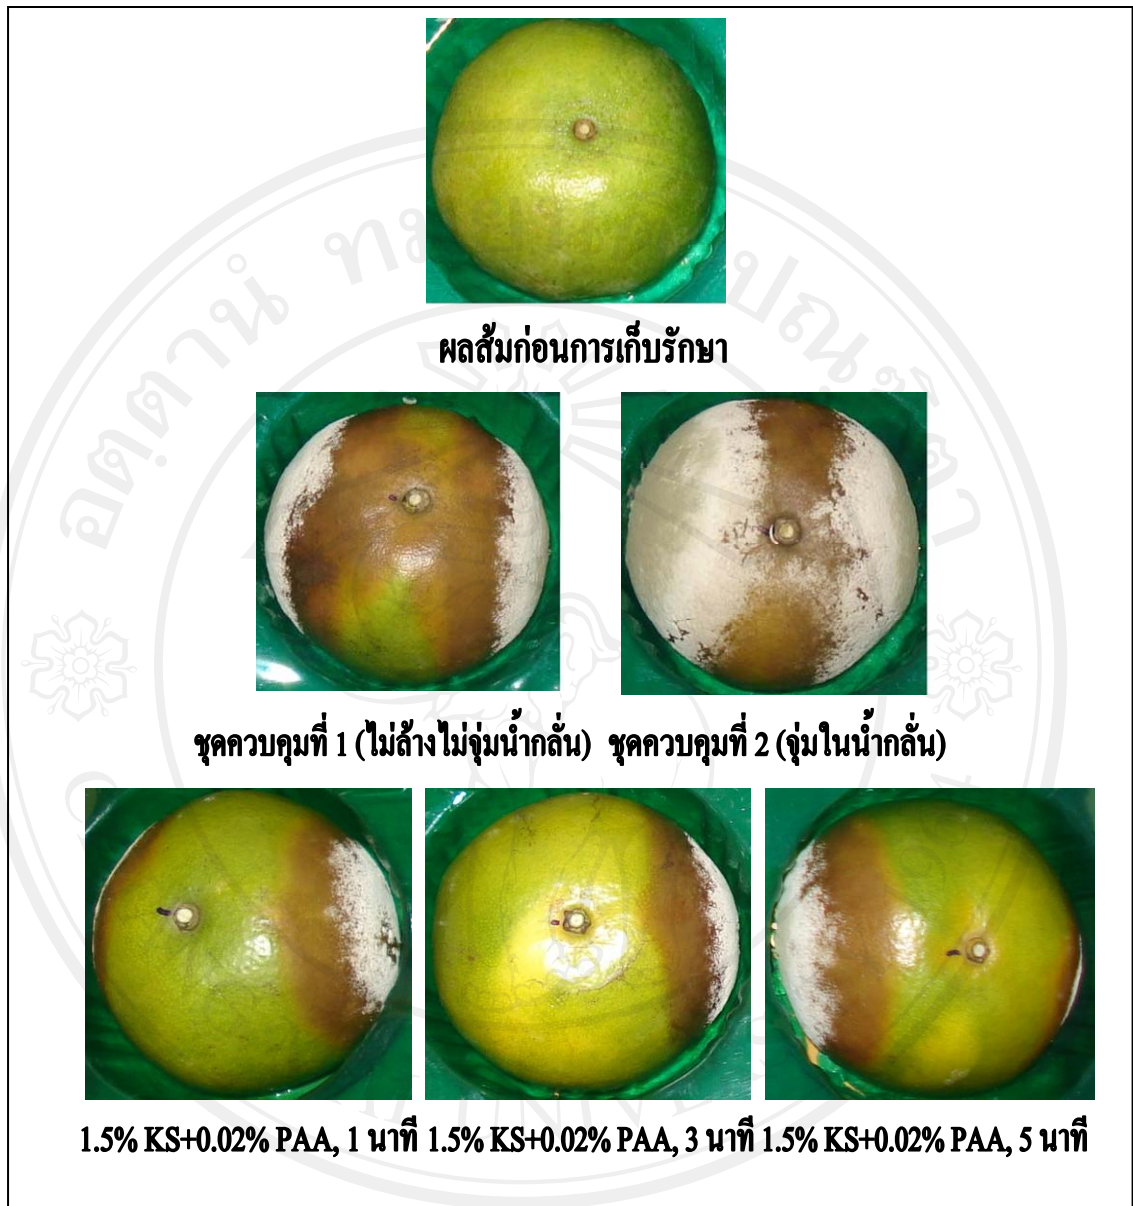 ผลส้มก่อนการเก็บรักษา
ชุดควบคุมที่ 1 (ไม่ล้างไม่จุ่มน้ำกลั่น) ชุดควบคุมที่ 2 (จุ่มในน้ำกลั่น)
1.5% KS+0.02% PAA, 1 นาที 1.5% KS+0.02% PAA, 3 นาที 1.5% KS+0.02% PAA, 5 นาที